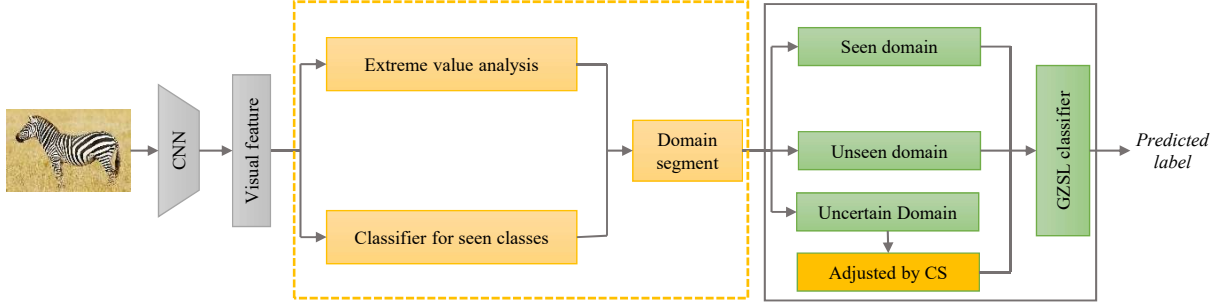 CNN
Visual feature
Extreme value analysis
Classifier for seen classes
Domain
segment
Seen domain
Unseen domain
Uncertain Domain
Adjusted by CS
GZSL classifier
Predicted
label